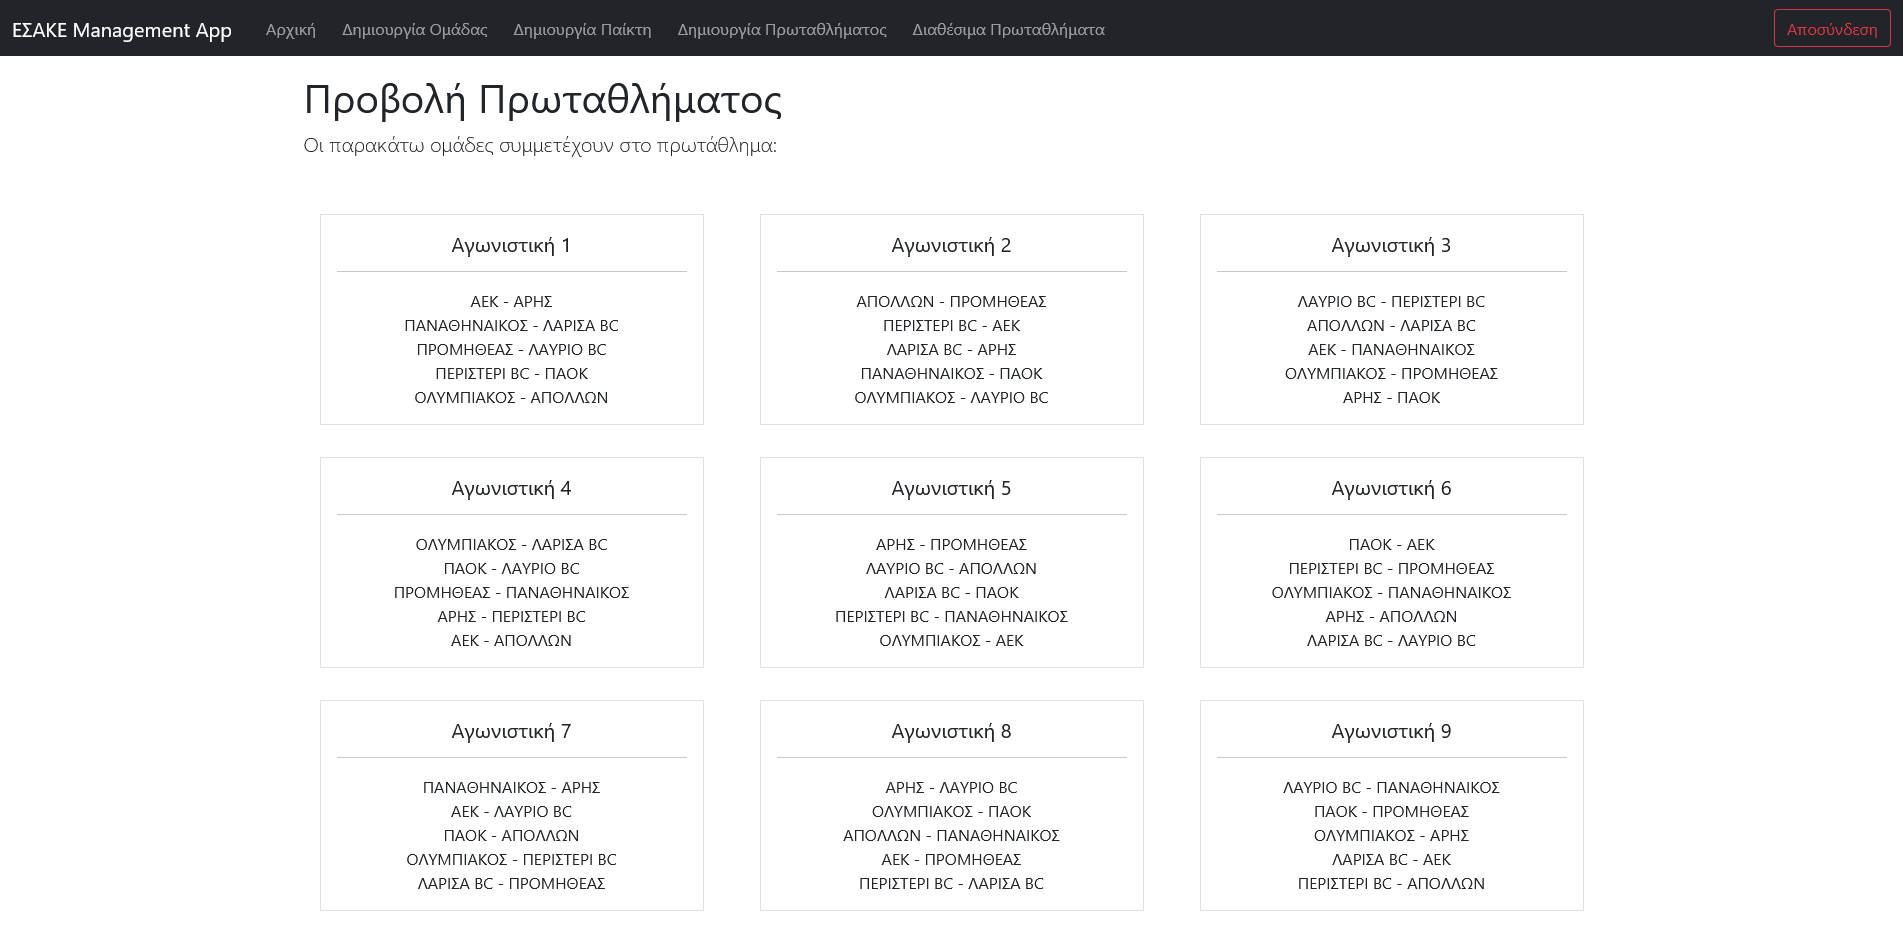 ΕΣΑΚΕ Management App Αρχική Δημιουργία Ομάδας Δημιουργία Παίκτη Δημιουργία Πρωταθλήματος Διαθέσιμα Πρωταθλήματα Αποσύνδεση
Προβολή Πρωταθλήματος
Οι παρακάτω ομάδες συμμετέχουν στο πρωτάθλημα:
Αγωνιστική 1
ΑΕΚ - ΑΡΗΣ
ΠΑΝΑΘΗΝΑΙΚΟΣ - ΛΑΡΙΣΑ BC
ΠΡΟΜΗΘΕΑΣ - ΛΑΥΡΙΟ BC
ΠΕΡΙΣΤΕΡΙ BC - ΠΑΟΚ
ΟΛΥΜΠΙΑΚΟΣ - ΑΠΟΛΛΩΝ
Αγωνιστική 2
ΑΠΟΛΛΩΝ - ΠΡΟΜΗΘΕΑΣ
ΠΕΡΙΣΤΕΡΙ BC - ΑΕΚ
ΛΑΡΙΣΑ BC - ΑΡΗΣ
ΠΑΝΑΘΗΝΑΙΚΟΣ - ΠΑΟΚ
ΟΛΥΜΠΙΑΚΟΣ - ΛΑΥΡΙΟ BC
Αγωνιστική 3
ΛΑΥΡΙΟ BC - ΠΕΡΙΣΤΕΡΙ BC
ΑΠΟΛΛΩΝ - ΛΑΡΙΣΑ BC
ΑΕΚ - ΠΑΝΑΘΗΝΑΙΚΟΣ
ΟΛΥΜΠΙΑΚΟΣ - ΠΡΟΜΗΘΕΑΣ
ΑΡΗΣ - ΠΑΟΚ
Αγωνιστική 4
ΟΛΥΜΠΙΑΚΟΣ - ΛΑΡΙΣΑ BC
ΠΑΟΚ - ΛΑΥΡΙΟ BC
ΠΡΟΜΗΘΕΑΣ - ΠΑΝΑΘΗΝΑΙΚΟΣ
ΑΡΗΣ - ΠΕΡΙΣΤΕΡΙ BC
ΑΕΚ - ΑΠΟΛΛΩΝ
Αγωνιστική 5
ΑΡΗΣ - ΠΡΟΜΗΘΕΑΣ
ΛΑΥΡΙΟ BC - ΑΠΟΛΛΩΝ
ΛΑΡΙΣΑ BC - ΠΑΟΚ
ΠΕΡΙΣΤΕΡΙ BC - ΠΑΝΑΘΗΝΑΙΚΟΣ
ΟΛΥΜΠΙΑΚΟΣ - ΑΕΚ
Αγωνιστική 6
ΠΑΟΚ - ΑΕΚ
ΠΕΡΙΣΤΕΡΙ BC - ΠΡΟΜΗΘΕΑΣ
ΟΛΥΜΠΙΑΚΟΣ - ΠΑΝΑΘΗΝΑΙΚΟΣ
ΑΡΗΣ - ΑΠΟΛΛΩΝ
ΛΑΡΙΣΑ BC - ΛΑΥΡΙΟ BC
Αγωνιστική 7
ΠΑΝΑΘΗΝΑΙΚΟΣ - ΑΡΗΣ
ΑΕΚ - ΛΑΥΡΙΟ BC
ΠΑΟΚ - ΑΠΟΛΛΩΝ
ΟΛΥΜΠΙΑΚΟΣ - ΠΕΡΙΣΤΕΡΙ BC
ΛΑΡΙΣΑ BC - ΠΡΟΜΗΘΕΑΣ
Αγωνιστική 8
ΑΡΗΣ - ΛΑΥΡΙΟ BC
ΟΛΥΜΠΙΑΚΟΣ - ΠΑΟΚ
ΑΠΟΛΛΩΝ - ΠΑΝΑΘΗΝΑΙΚΟΣ
ΑΕΚ - ΠΡΟΜΗΘΕΑΣ
ΠΕΡΙΣΤΕΡΙ BC - ΛΑΡΙΣΑ BC
Αγωνιστική 9
ΛΑΥΡΙΟ BC - ΠΑΝΑΘΗΝΑΙΚΟΣ
ΠΑΟΚ - ΠΡΟΜΗΘΕΑΣ
ΟΛΥΜΠΙΑΚΟΣ - ΑΡΗΣ
ΛΑΡΙΣΑ BC - ΑΕΚ
ΠΕΡΙΣΤΕΡΙ BC - ΑΠΟΛΛΩΝ